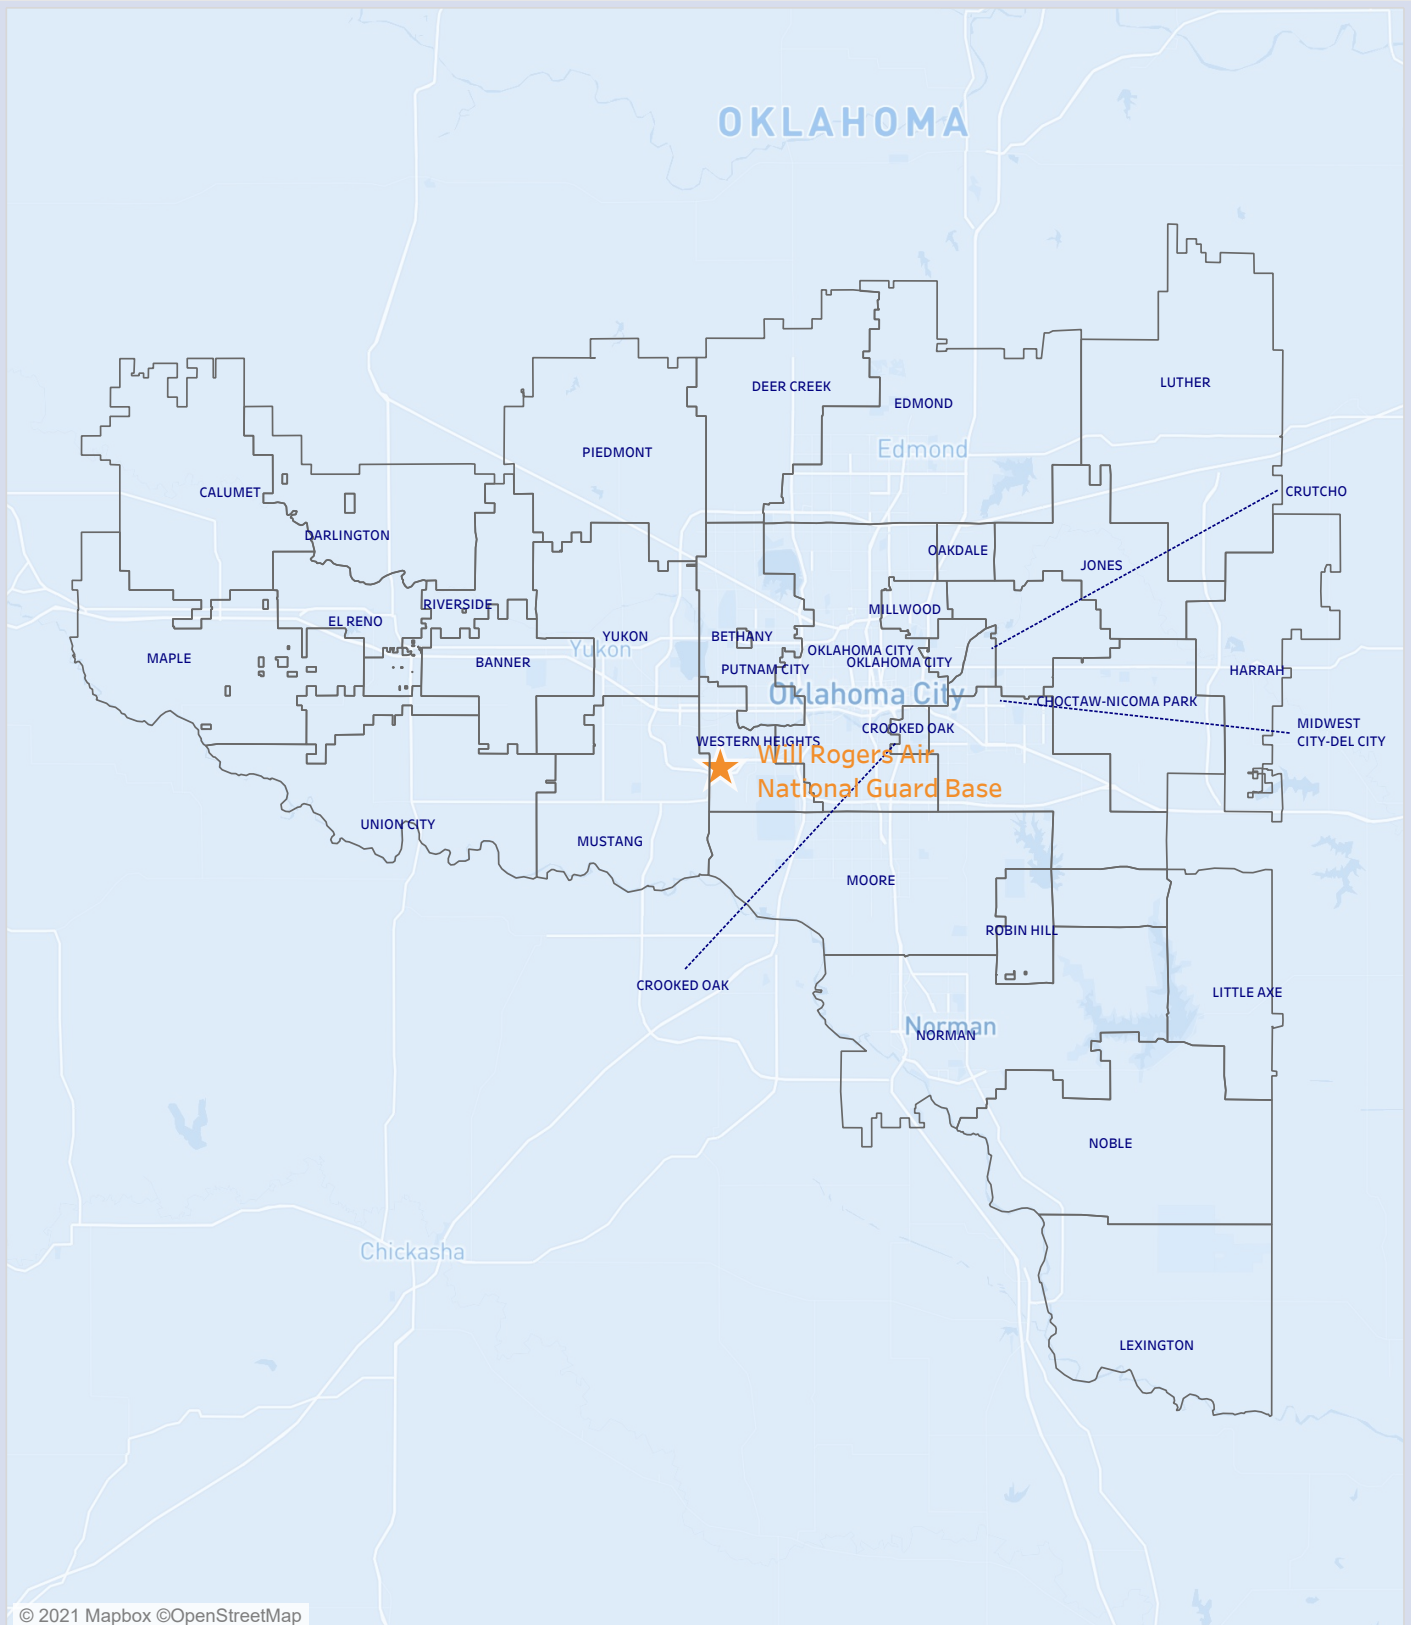 OKLAHOMA
LUTHER
DEER CREEK
EDMOND
Edmond
PIEDMONT
CALUMET
CRUTCHO
DARLINGTON
OAKDALE
JONES
RIVERSIDE
MILLWOOD
EL RENO
YUKON
BETHANY
Yukon
OKLAHOMA CITY
MAPLE
BANNER
OKLAHOMA CITY
PUTNAM CITY
HARRAH
Oklahoma City
CHOCTAW-NICOMA PARK
MIDWEST
CITY-DEL CITY
CROOKED OAK
WESTERN HEIGHTS
Will Rogers Air
National Guard Base
UNION CITY
MUSTANG
MOORE
ROBIN HILL
CROOKED OAK
LITTLE AXE
Norman
NORMAN
NOBLE
Chickasha
LEXINGTON
© 2021 Mapbox ©OpenStreetMap